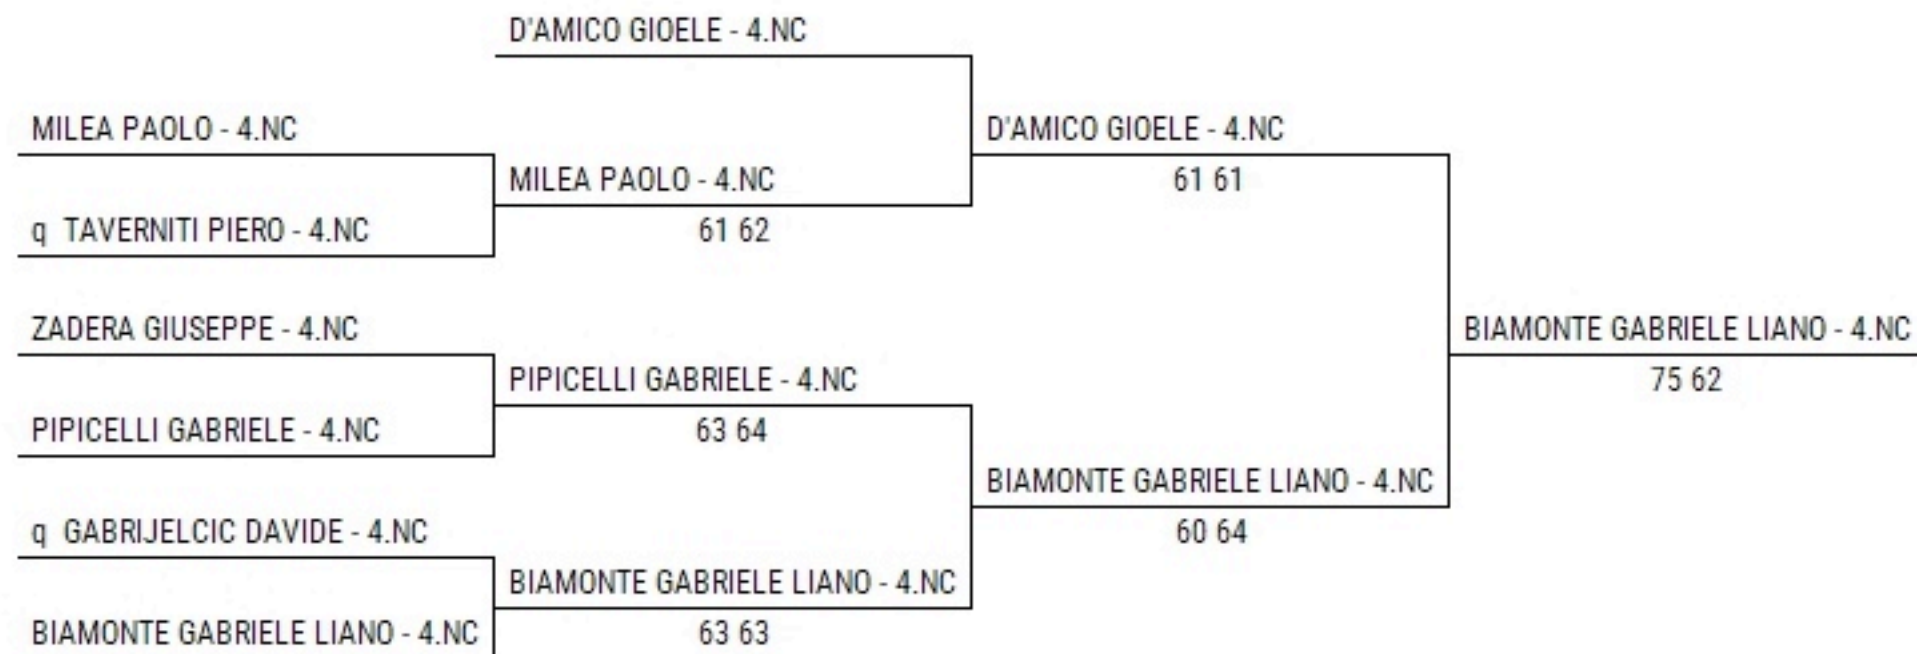 D'AMICO GIOELE - 4.NC
MILEA PAOLO - 4.NC
D'AMICO GIOELE - 4.NC
MILEA PAOLO - 4.NC
61 61
q TAVERNITI PIERO - 4.NC
61 62
ZADERA GIUSEPPE - 4.NC
BIAMONTE GABRIELE LIANO - 4.NC
PIPICELLI GABRIELE - 4.NC
75 62
PIPICELLI GABRIELE - 4.NC
63 64
BIAMONTE GABRIELE LIANO - 4.NC
q GABRIJELCIC DAVIDE - 4.NC
60 64
BIAMONTE GABRIELE LIANO - 4.NC
BIAMONTE GABRIELE LIANO - 4.NC
63 63